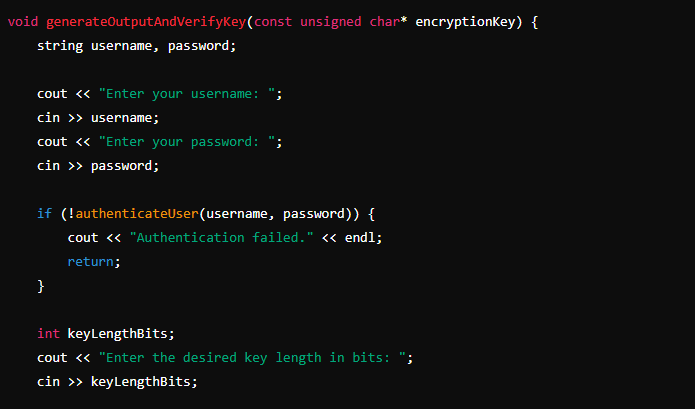 void generateOutputAndVerifyKey(const unsigned char* encryptionKey) {
    string username, password;

    cout << "Enter your username: ";
    cin >> username;
    cout << "Enter your password: ";
    cin >> password;

    if (!authenticateUser(username, password)) {
        cout << "Authentication failed." << endl;
        return;
    }

    int keyLengthBits;
    cout << "Enter the desired key length in bits: ";
    cin >> keyLengthBits;